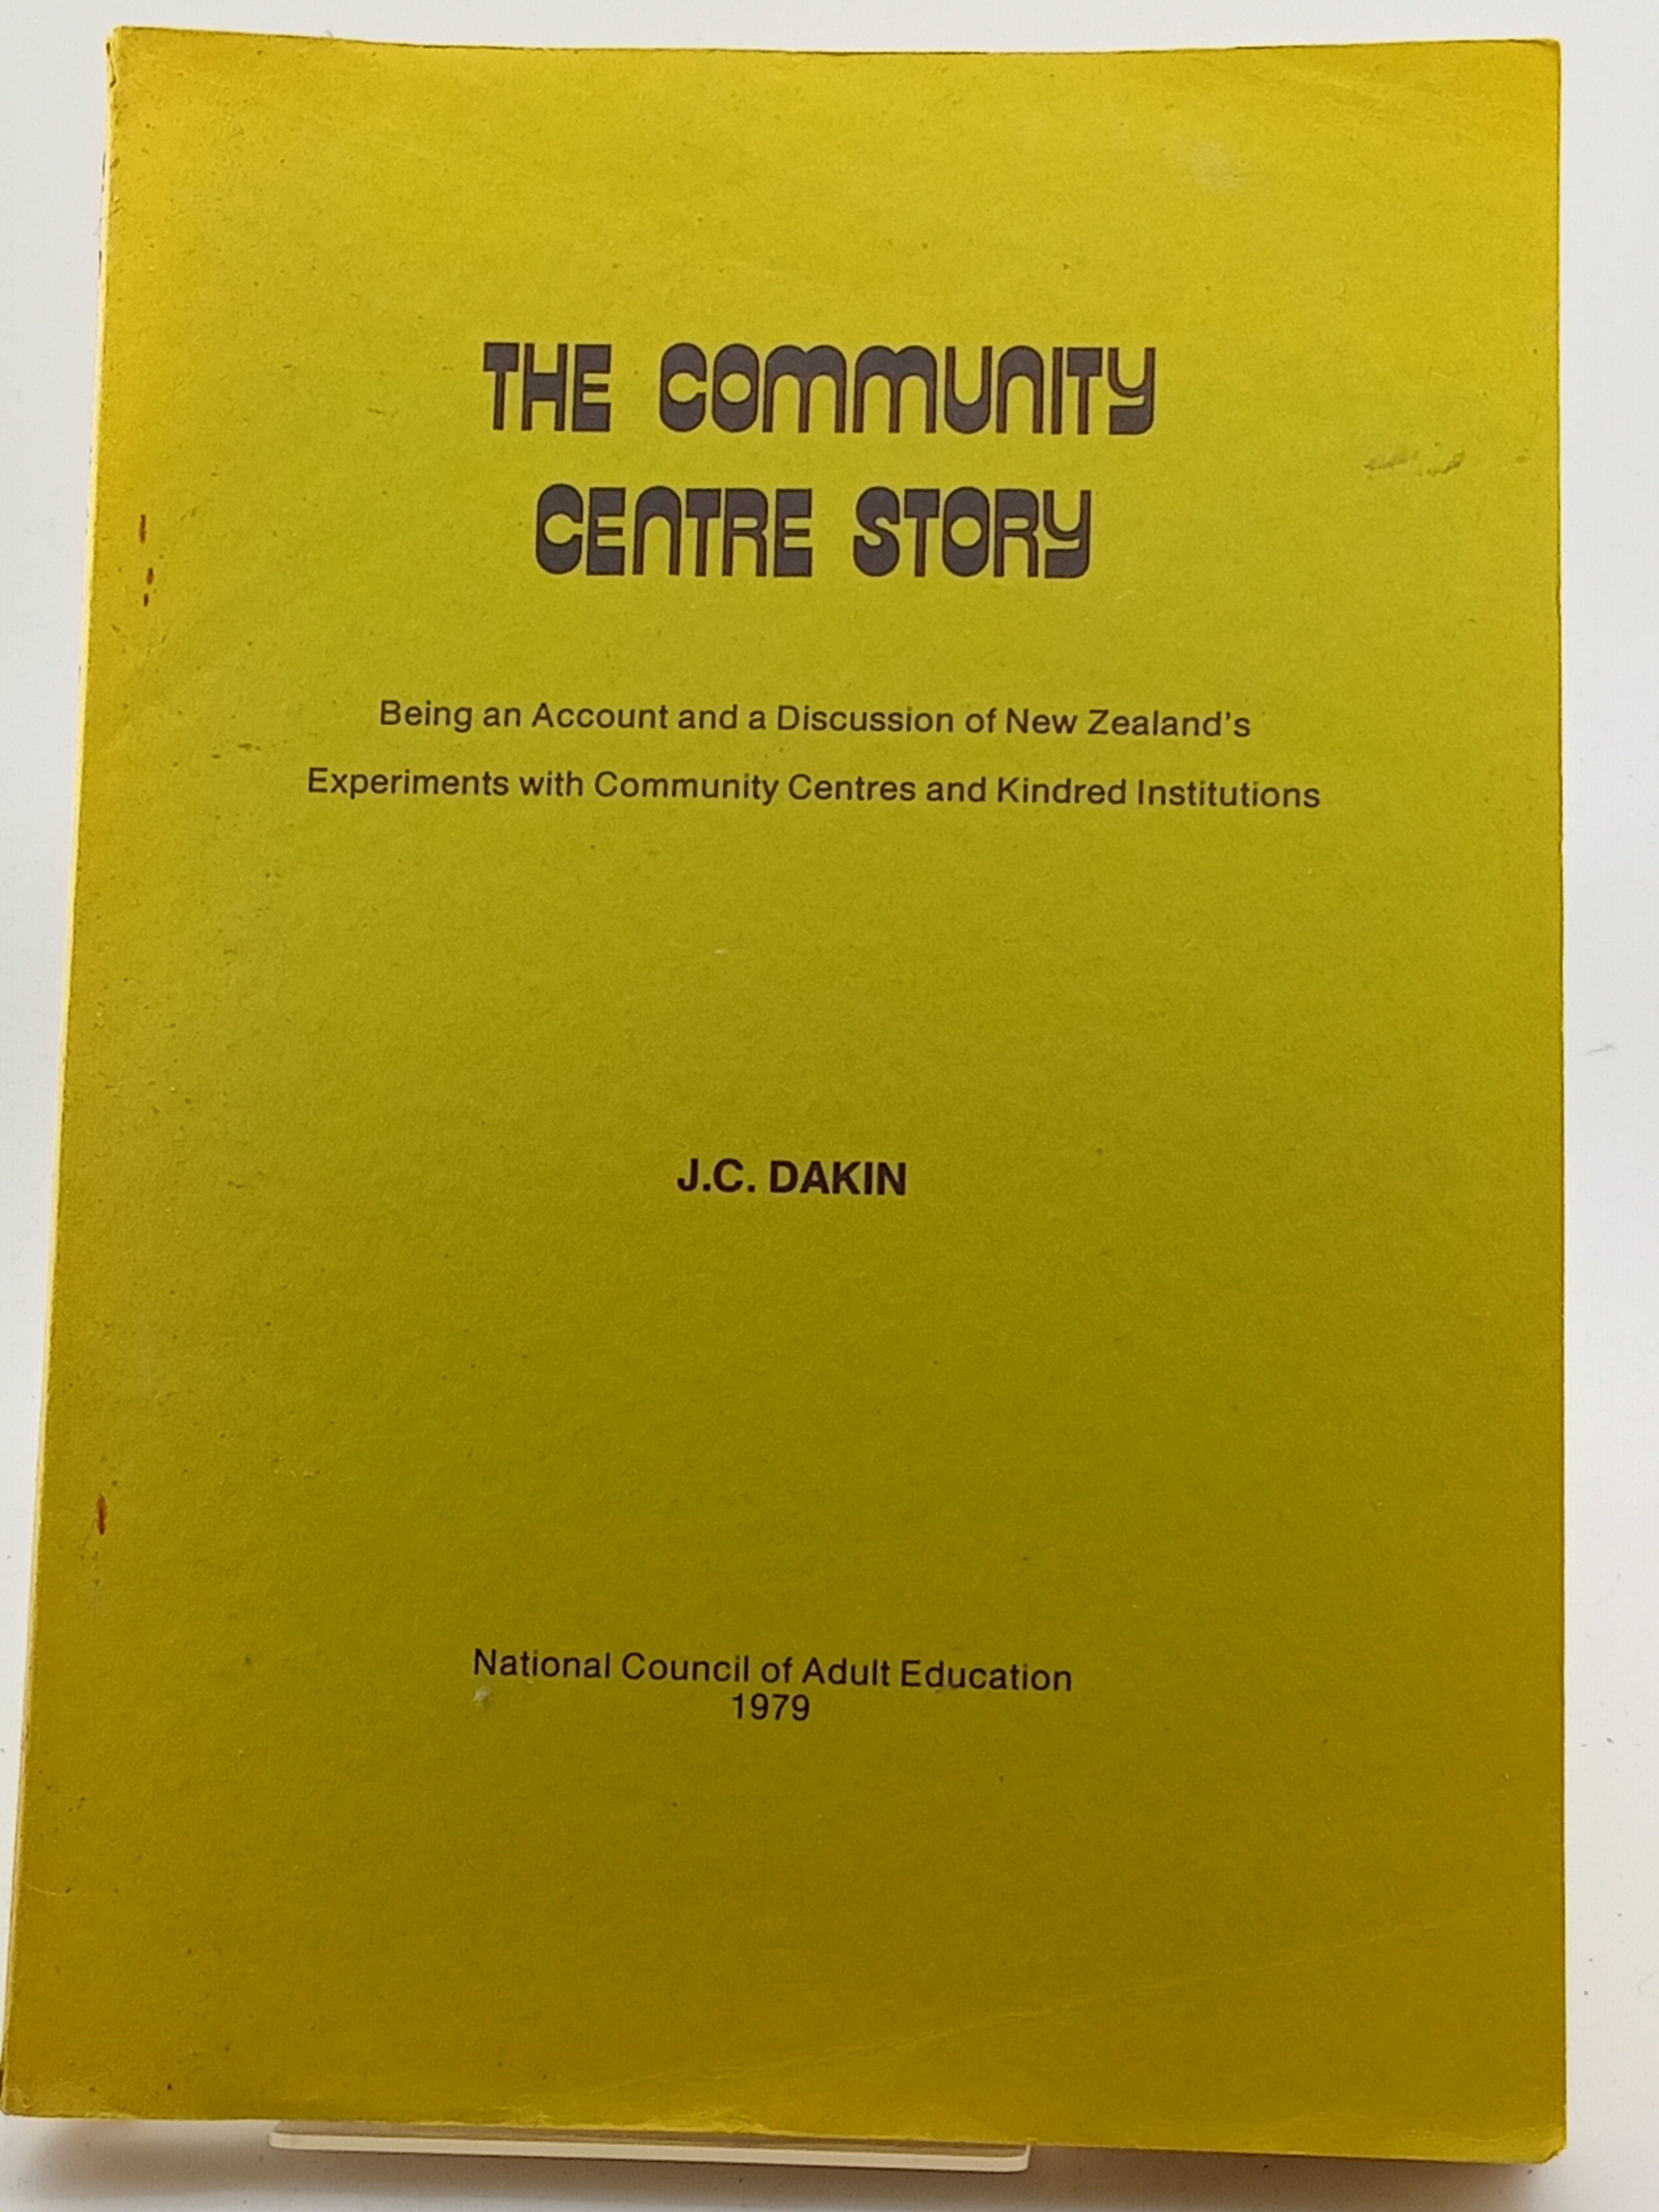 THE COMMUNITY
CENTRE STORY
Being an Account and a Discussion of New Zealand's
Experiments with Community Centres and Kindred Institutions
J.C. DAKIN
National Council of Adult Education
1979